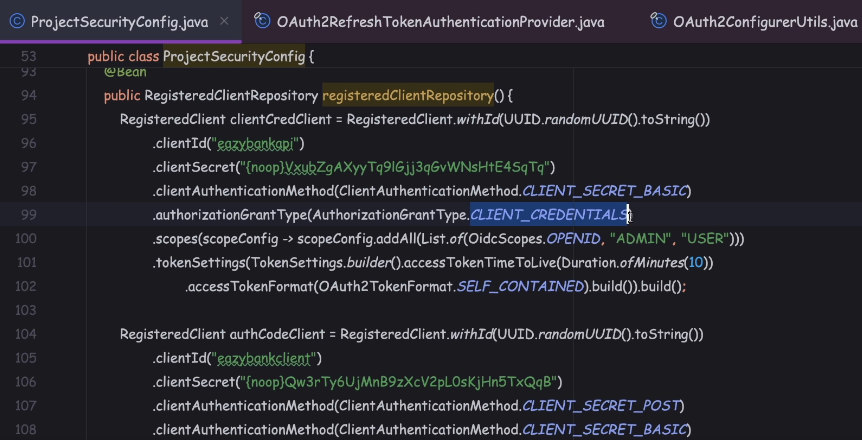 ProjectSecurityConfig.java × OAuth2RefreshTokenAuthenticationProvider.java OAuth2ConfigurerUtils.java
53 public class ProjectSecurityConfig {
93 @Bean
94 public RegisteredClientRepository registeredClientRepository() {
95 RegisteredClient clientCredClient = RegisteredClient.withId(UUID.randomUUID().toString())
96 .clientId("eazybankapi")
97 .clientSecret("{noop}VxubZgAXyyTq9lGjj3qGvWNsHtE4SqTq")
98 .clientAuthenticationMethod(ClientAuthenticationMethod.CLIENT_SECRET_BASIC)
99 .authorizationGrantType(AuthorizationGrantType.CLIENT_CREDENTIALS)
100 .scopes(scopeConfig -> scopeConfig.addAll(List.of(OidcScopes.OPENID, "ADMIN", "USER")))
101 .tokenSettings(TokenSettings.builder().accessTokenTimeToLive(Duration.ofMinutes(10))
102 .accessTokenFormat(OAuth2TokenFormat.SELF_CONTAINED).build()).build();
103
104 RegisteredClient authCodeClient = RegisteredClient.withId(UUID.randomUUID().toString())
105 .clientId("eazybankclient")
106 .clientSecret("{noop}Qw3rTy6UjMnB9zXcV2pL0sKjHn5TxQqB")
107 .clientAuthenticationMethod(ClientAuthenticationMethod.CLIENT_SECRET_POST)
108 .clientAuthenticationMethod(ClientAuthenticationMethod.CLIENT_SECRET_BASIC)